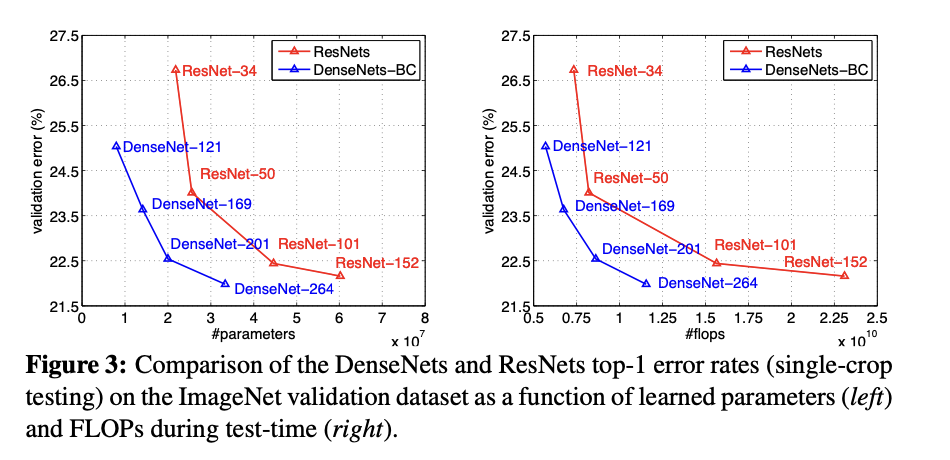 27.5
26.5
25.5
24.5
23.5
22.5
21.5
validation error (%)
ResNets
DenseNets−BC
ResNet−34
DenseNet−121
ResNet−50
DenseNet−169
DenseNet−201
ResNet−101
ResNet−152
DenseNet−264
0 1 2 3 4 5 6 7 8
#parameters
x 10^7
27.5
26.5
25.5
24.5
23.5
22.5
21.5
validation error (%)
ResNets
DenseNets−BC
ResNet−34
DenseNet−121
ResNet−50
DenseNet−169
DenseNet−201
ResNet−101
ResNet−152
DenseNet−264
0.5 0.75 1 1.25 1.5 1.75 2 2.25 2.5
#flops
x 10^10
Figure 3: Comparison of the DenseNets and ResNets top-1 error rates (single-crop
testing) on the ImageNet validation dataset as a function of learned parameters (left)
and FLOPs during test-time (right).